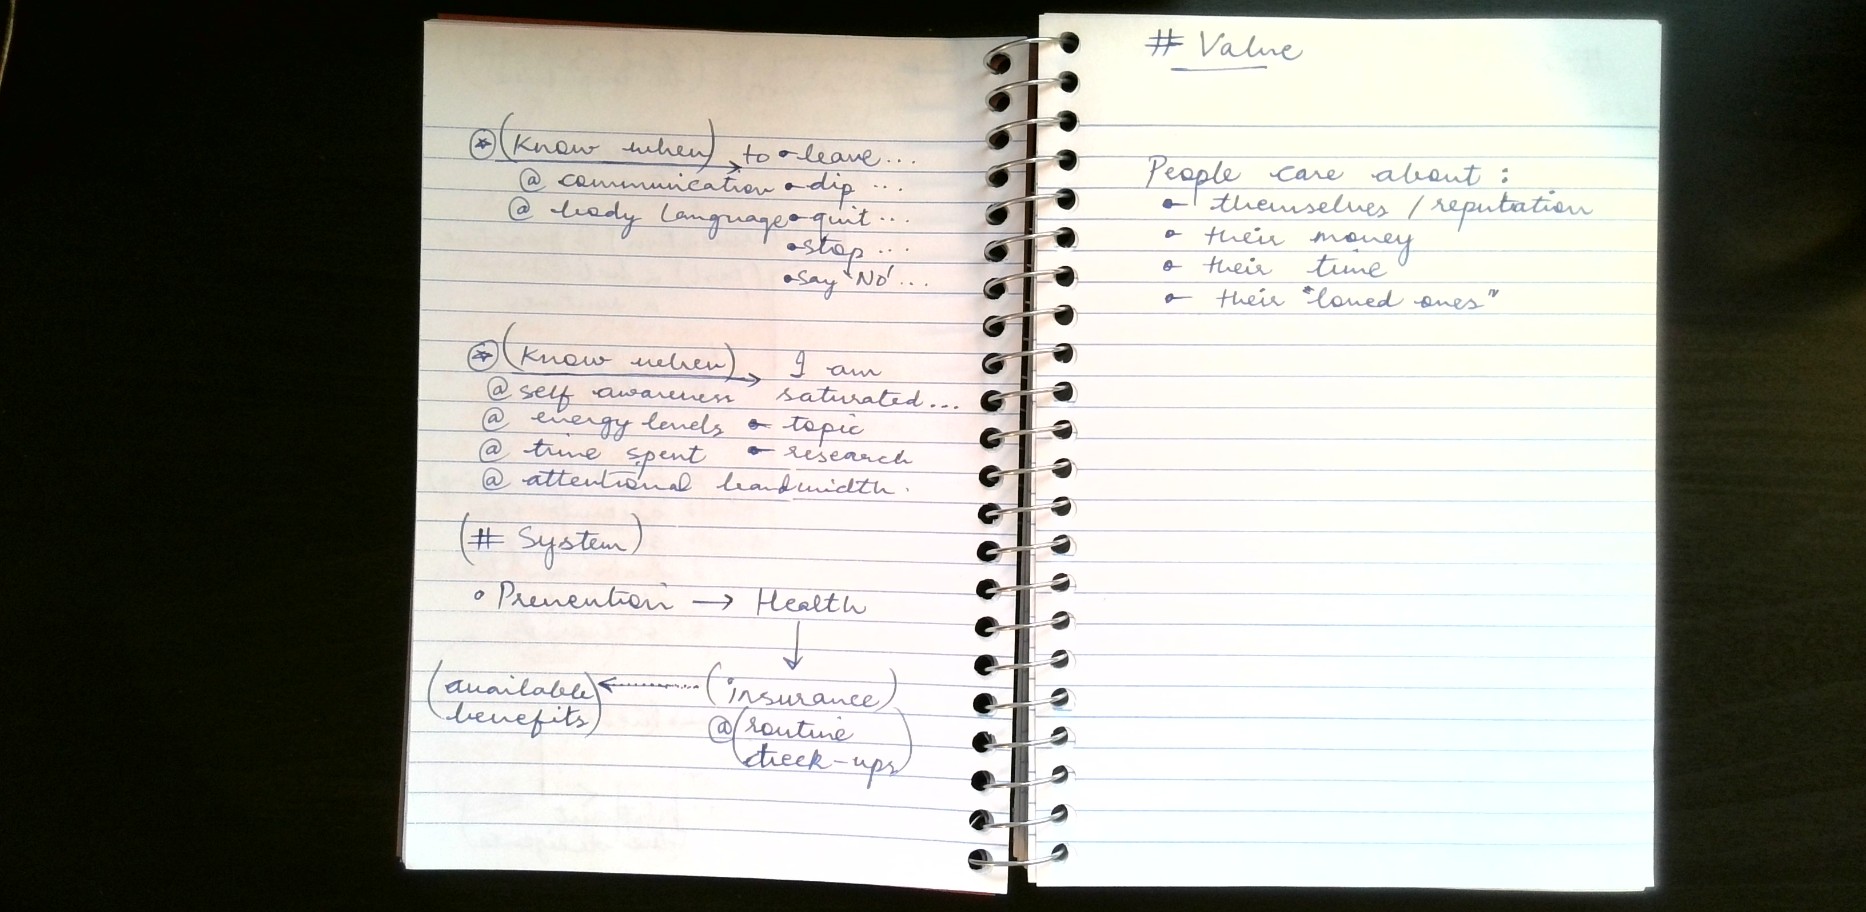 ⍟ (Know when) → to • leave...
@ communication • dip ...
@ body language • quit ...
• stop ...
• say 'No' ...
⍟ (Know when) → I am
@ self awareness saturated...
@ energy levels • topic
@ time spent • research
@ attentional bandwidth.
(# System)
• Prevention → Health
↓
(available ← (insurance)
benefits) @ (routine
check-ups)
# Value
People care about :
• themselves / reputation
• their money
• their time
• their "loved ones"